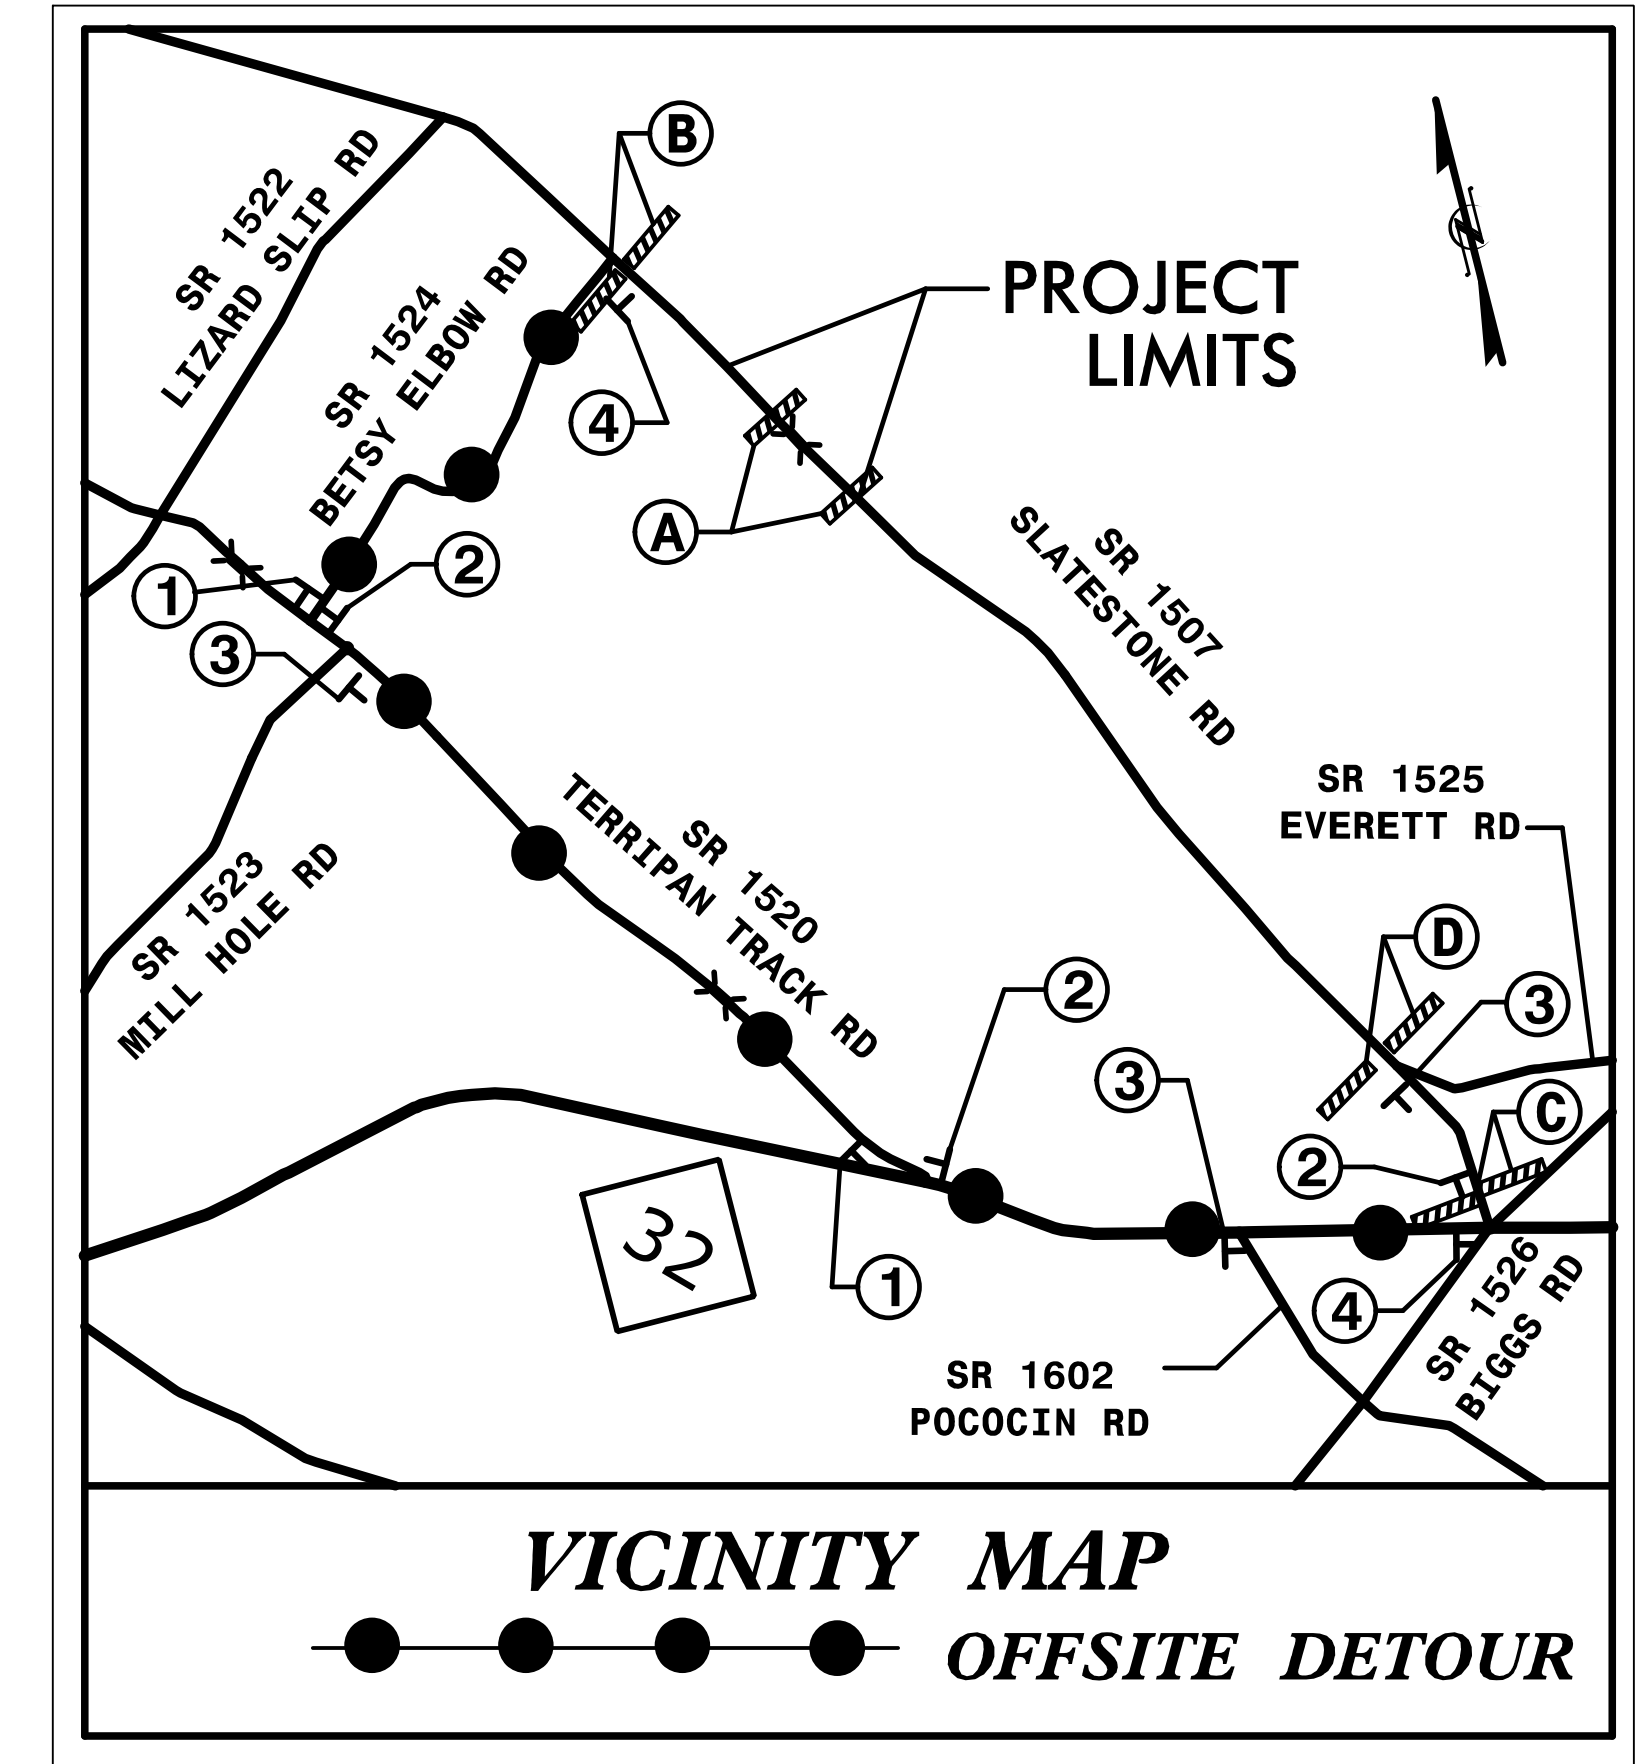 B
SR 1522
LIZARD SLIP RD
SR 1524
BETSY ELBOW RD
PROJECT
LIMITS
4
A
2
1
3
SR 1507
SLATESTONE RD
SR 1525
EVERETT RD
SR 1520
TERRIPAN TRACK RD
SR 1523
MILL HOLE RD
D
2
3
3
C
2
32
1
4
SR 1526
BIGGS RD
SR 1602
POCOCIN RD
VICINITY MAP
OFFSITE DETOUR